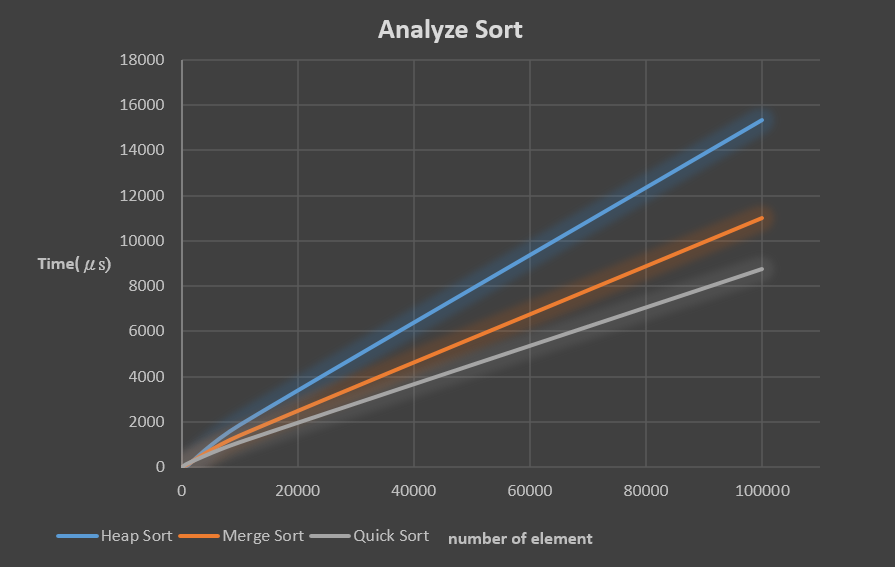 Analyze Sort
18000
16000
14000
12000
10000
8000
6000
4000
2000
0
Time(μs)
0 20000 40000 60000 80000 100000
Heap Sort Merge Sort Quick Sort number of element